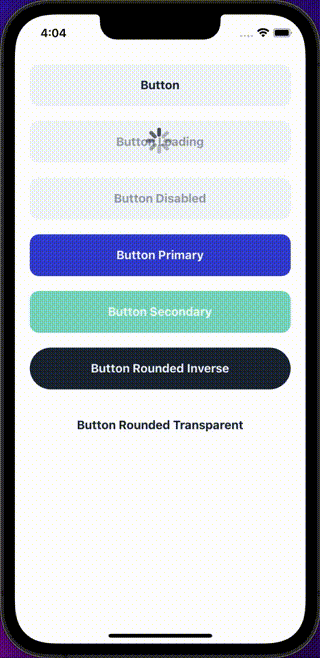 4:04
Button
Button Loading
Button Disabled
Button Primary
Button Secondary
Button Rounded Inverse
Button Rounded Transparent